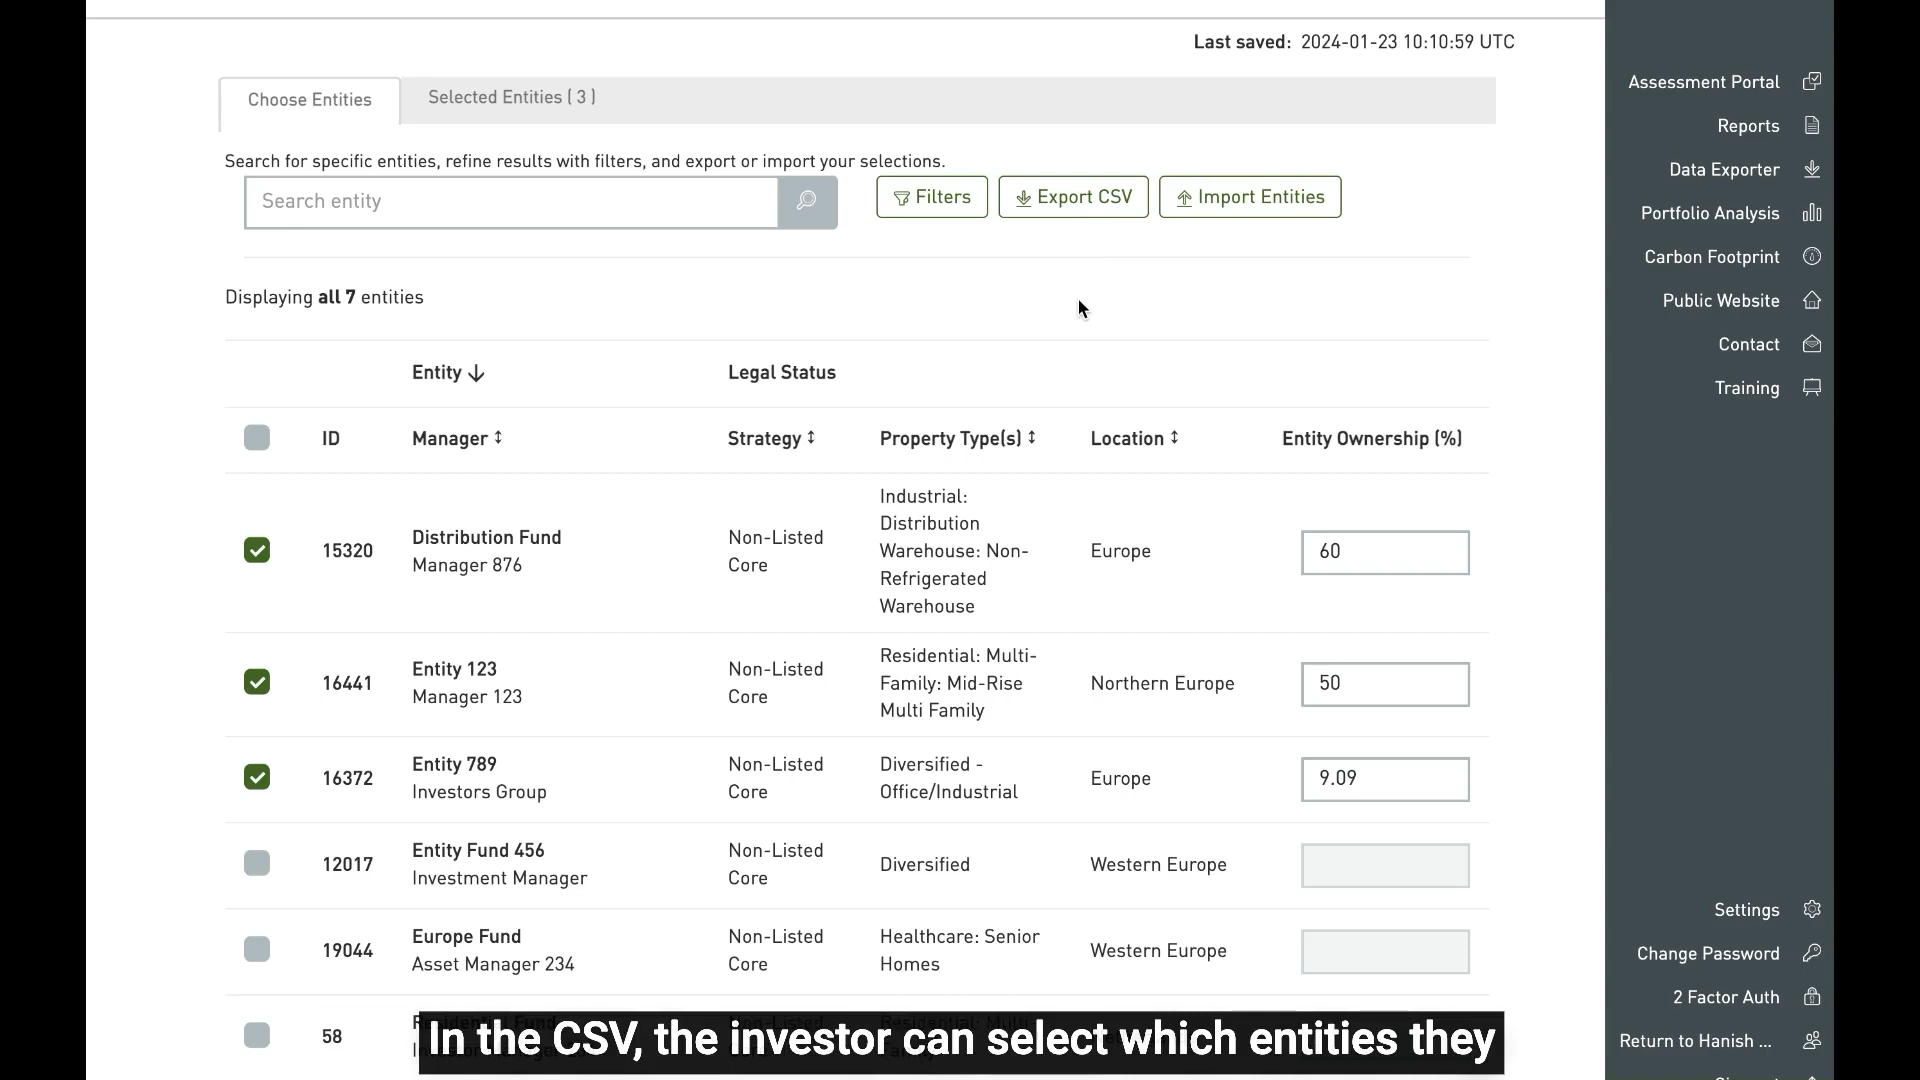 Last saved: 2024-01-23 10:10:59 UTC
Choose Entities
Selected Entities ( 3 )
Search for specific entities, refine results with filters, and export or import your selections.
Search entity
Filters
Export CSV
Import Entities
Displaying all 7 entities
Entity
Legal Status
ID
Manager
Strategy
Property Type(s)
Location
Entity Ownership (%)
15320
Distribution Fund
Manager 876
Non-Listed
Core
Industrial:
Distribution
Warehouse: Non-
Refrigerated
Warehouse
Europe
60
16441
Entity 123
Manager 123
Non-Listed
Core
Residential: Multi-
Family: Mid-Rise
Multi Family
Northern Europe
50
16372
Entity 789
Investors Group
Non-Listed
Core
Diversified -
Office/Industrial
Europe
9.09
12017
Entity Fund 456
Investment Manager
Non-Listed
Core
Diversified
Western Europe
19044
Europe Fund
Asset Manager 234
Non-Listed
Core
Healthcare: Senior
Homes
Western Europe
58
In the CSV, the investor can select which entities they
Assessment Portal
Reports
Data Exporter
Portfolio Analysis
Carbon Footprint
Public Website
Contact
Training
Settings
Change Password
2 Factor Auth
Return to Hanish ...